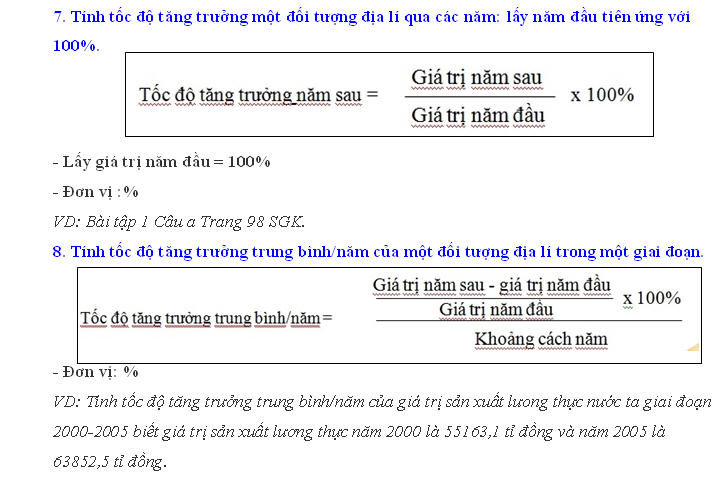 7. Tính tốc độ tăng trưởng một đối tượng địa lí qua các năm: lấy năm đầu tiên ứng với
100%.
Giá trị năm sau
Tốc độ tăng trưởng năm sau = x 100%
Giá trị năm đầu
- Lấy giá trị năm đầu = 100%
- Đơn vị :%
VD: Bài tập 1 Câu a Trang 98 SGK.
8. Tính tốc độ tăng trưởng trung bình/năm của một đối tượng địa lí trong một giai đoạn.
Giá trị năm sau - giá trị năm đầu
x 100%
Giá trị năm đầu
Tốc độ tăng trưởng trung bình/năm=
Khoảng cách năm
- Đơn vị: %
VD: Tính tốc độ tăng trưởng trung bình/năm của giá trị sản xuất lương thực nước ta giai đoạn
2000-2005 biết giá trị sản xuất lương thực năm 2000 là 55163,1 tỉ đồng và năm 2005 là
63852,5 tỉ đồng.